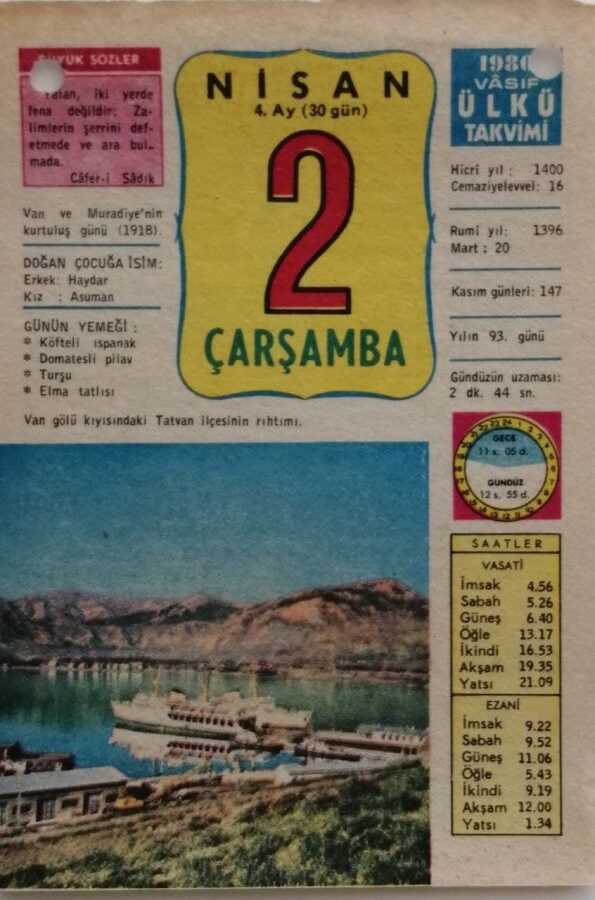 BÜYÜK SÖZLER
Yalan, iki yerde
fena değildir: Za-
limlerin şerrini def-
etmede ve ara bul-
mada.
Câfer-i Sâdık
Van ve Muradiye'nin
kurtuluş günü (1918).
DOĞAN ÇOCUĞA İSİM:
Erkek: Haydar
Kız : Asuman
GÜNÜN YEMEĞİ :
* Köfteli ıspanak
* Domatesli pilav
* Turşu
* Elma tatlısı
NİSAN
4. Ay (30 gün)
2
ÇARŞAMBA
1980
VÂSIF
ÜLKÜ
TAKVİMİ
Hicrî yıl : 1400
Cemaziyelevvel: 16
Rumî yıl: 1396
Mart : 20
Kasım günleri: 147
Yılın 93. günü
Gündüzün uzaması:
2 dk. 44 sn.
Van gölü kıyısındaki Tatvan ilçesinin rıhtımı.
GECE
11 s. 05 d.
GÜNDÜZ
12 s. 55 d.
SAATLER
VASATÎ
İmsak 4.56
Sabah 5.26
Güneş 6.40
Öğle 13.17
İkindi 16.53
Akşam 19.35
Yatsı 21.09
EZANİ
İmsak 9.22
Sabah 9.52
Güneş 11.06
Öğle 5.43
İkindi 9.19
Akşam 12.00
Yatsı 1.34